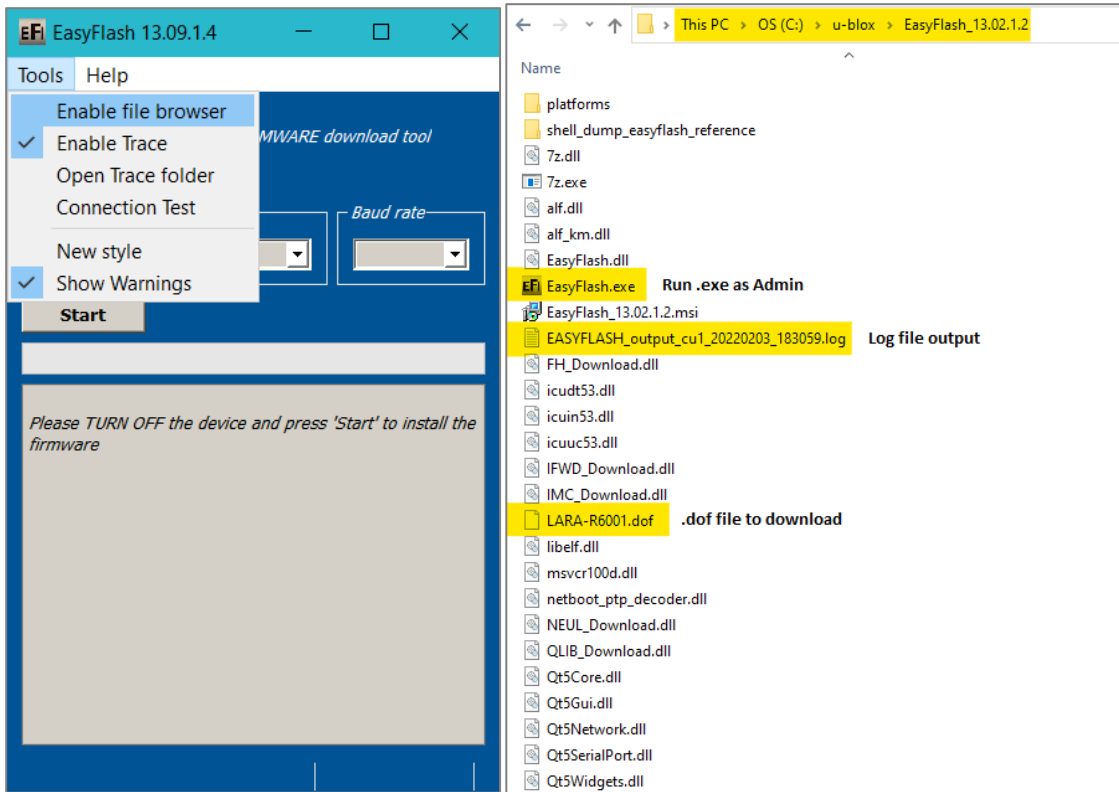 EF EasyFlash 13.09.1.4
Tools Help
Enable file browser
Enable Trace
Open Trace folder
Connection Test
New style
Show Warnings
MWARE download tool
Baud rate
Start
Please TURN OFF the device and press 'Start' to install the
firmware
This PC > OS (C:) > u-blox > EasyFlash_13.02.1.2
Name
platforms
shell_dump_easyflash_reference
7z.dll
7z.exe
alf.dll
alf_km.dll
EasyFlash.dll
EF EasyFlash.exe Run .exe as Admin
EasyFlash_13.02.1.2.msi
EASYFLASH_output_cu1_20220203_183059.log Log file output
FH_Download.dll
icudt53.dll
icuin53.dll
icuuc53.dll
IFWD_Download.dll
IMC_Download.dll
LARA-R6001.dof .dof file to download
libelf.dll
msvcr100d.dll
netboot_ptp_decoder.dll
NEUL_Download.dll
QLIB_Download.dll
Qt5Core.dll
Qt5Gui.dll
Qt5Network.dll
Qt5SerialPort.dll
Qt5Widgets.dll